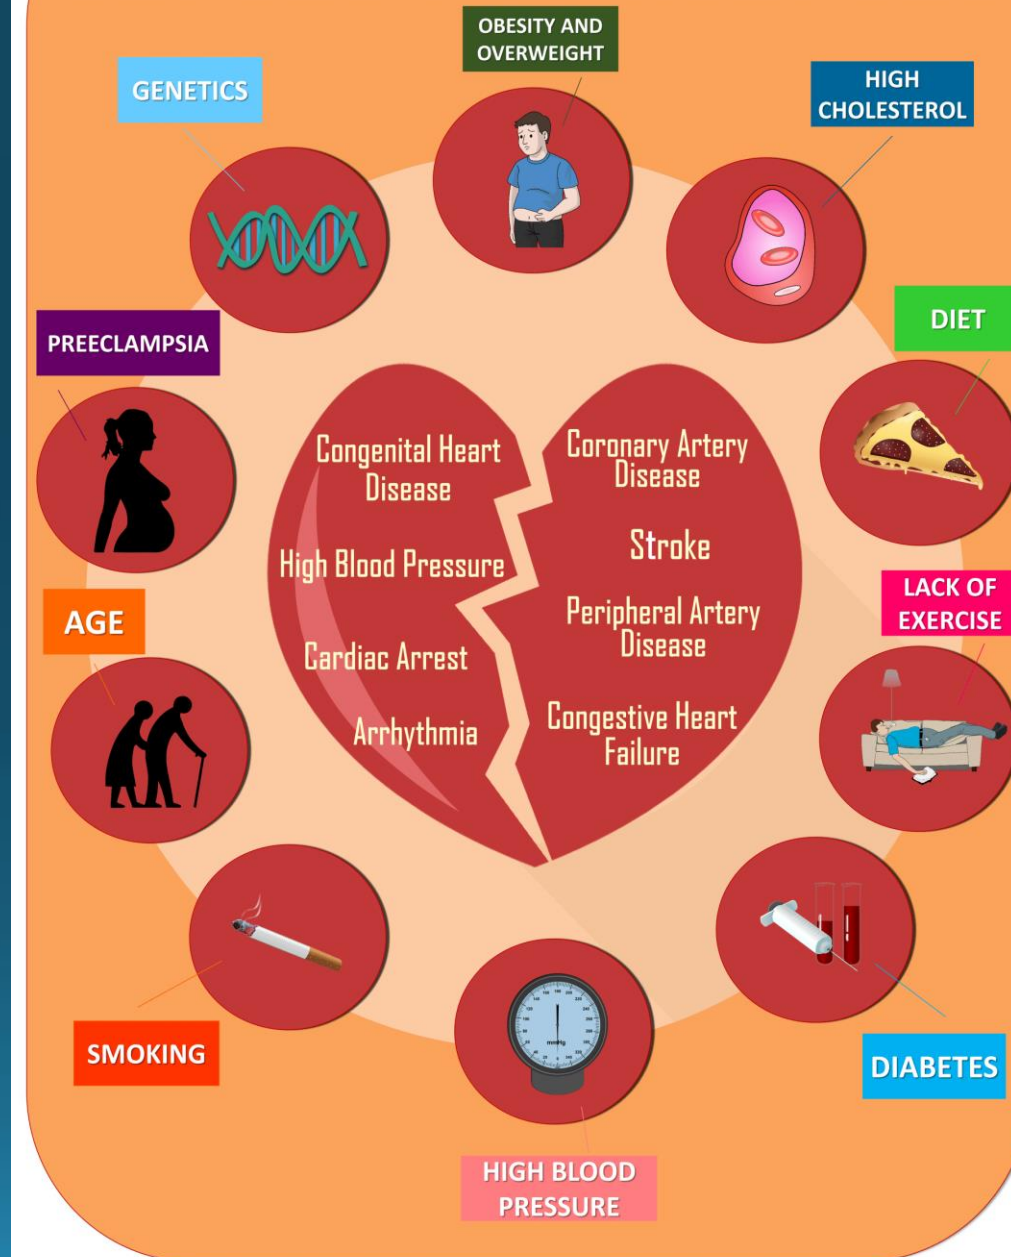 OBESITY AND
OVERWEIGHT
GENETICS
HIGH
CHOLESTEROL
PREECLAMPSIA
DIET
Congenital Heart
Disease
High Blood Pressure
Cardiac Arrest
Arrhythmia
Coronary Artery
Disease
Stroke
Peripheral Artery
Disease
Congestive Heart
Failure
AGE
LACK OF
EXERCISE
SMOKING
mmHg
DIABETES
HIGH BLOOD
PRESSURE